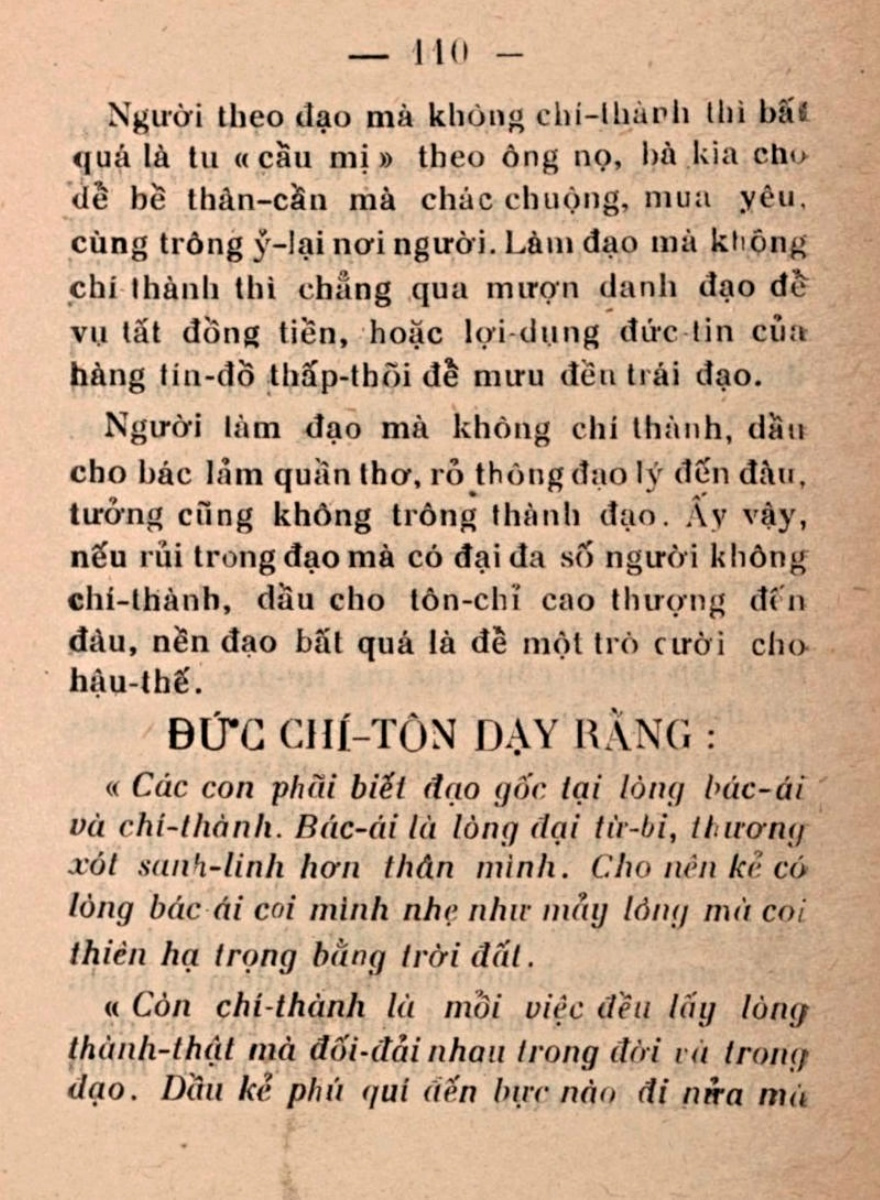 — 110 —
Người theo đạo mà không chí-thành thì bất
quá là tu « cầu mị » theo ông nọ, bà kia cho
dễ bề thân-cần mà chác chuộng, mua yêu,
cùng trông ỷ-lại nơi người. Làm đạo mà không
chí thành thì chẳng qua mượn danh đạo để
vụ tất đồng tiền, hoặc lợi-dụng đức-tin của
hàng tín-đồ thấp-thỏi để mưu đều trái đạo.
Người làm đạo mà không chí thành, dầu
cho bác lảm quần thơ, rỏ thông đạo lý đến đâu,
tưởng cũng không trông thành đạo. Ấy vậy,
nếu rủi trong đạo mà có đại đa số người không
chí-thành, dầu cho tôn-chỉ cao thượng đến
đâu, nền đạo bất quá là đề một trò cười cho
hậu-thế.
ĐỨC CHÍ-TÔN DẠY RẰNG :
« Các con phãi biết đạo gốc tại lòng bác-ái
và chí-thành. Bác-ái là lòng đại từ-bi, thương
xót sanh-linh hơn thân mình. Cho nên kẻ có
lòng bác ái coi mình nhẹ như mảy lông mà coi
thiên hạ trọng bằng trời đất.
« Còn chí-thành là mỗi việc đều lấy lòng
thành-thật mà đối-đải nhau trong đời và trong
đạo. Dầu kẻ phú quí đến bực nào đi nửa mà